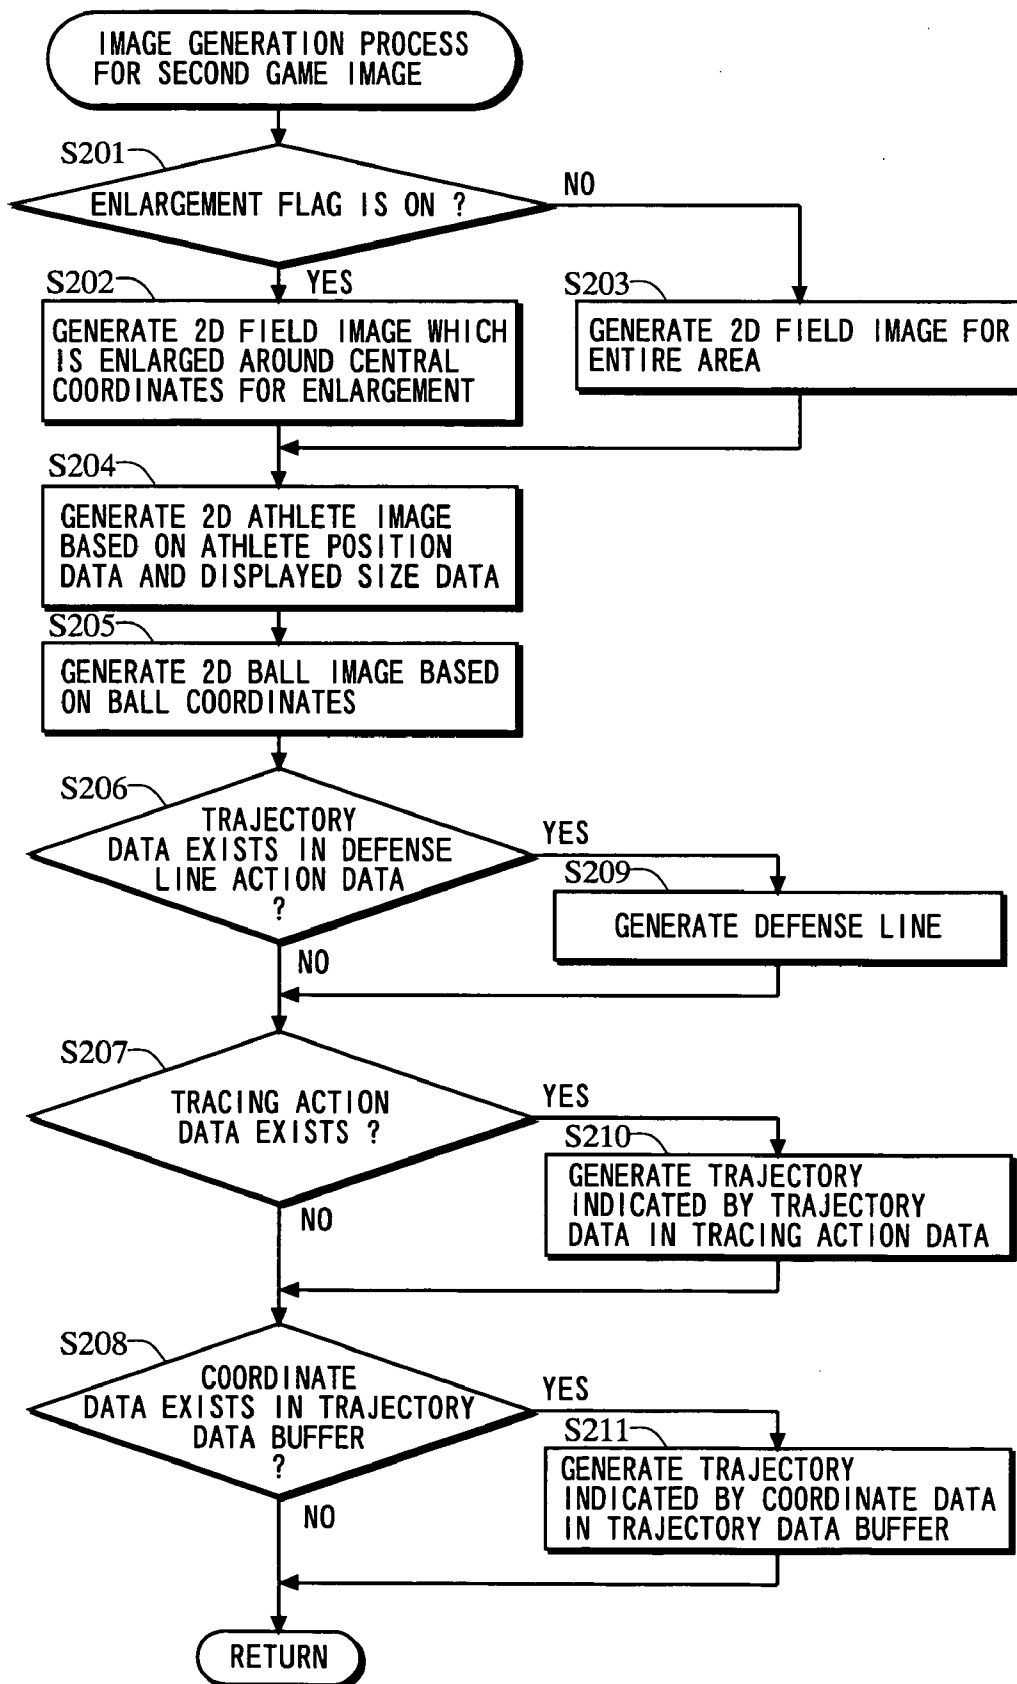 IMAGE GENERATION PROCESS
FOR SECOND GAME IMAGE
S201
ENLARGEMENT FLAG IS ON ?
NO
YES
S202
GENERATE 2D FIELD IMAGE WHICH
IS ENLARGED AROUND CENTRAL
COORDINATES FOR ENLARGEMENT
S203
GENERATE 2D FIELD IMAGE FOR
ENTIRE AREA
S204
GENERATE 2D ATHLETE IMAGE
BASED ON ATHLETE POSITION
DATA AND DISPLAYED SIZE DATA
S205
GENERATE 2D BALL IMAGE BASED
ON BALL COORDINATES
S206
TRAJECTORY
DATA EXISTS IN DEFENSE
LINE ACTION DATA
?
YES
S209
GENERATE DEFENSE LINE
NO
S207
TRACING ACTION
DATA EXISTS ?
YES
S210
GENERATE TRAJECTORY
INDICATED BY TRAJECTORY
DATA IN TRACING ACTION DATA
NO
S208
COORDINATE
DATA EXISTS IN TRAJECTORY
DATA BUFFER
?
YES
S211
GENERATE TRAJECTORY
INDICATED BY COORDINATE DATA
IN TRAJECTORY DATA BUFFER
NO
RETURN